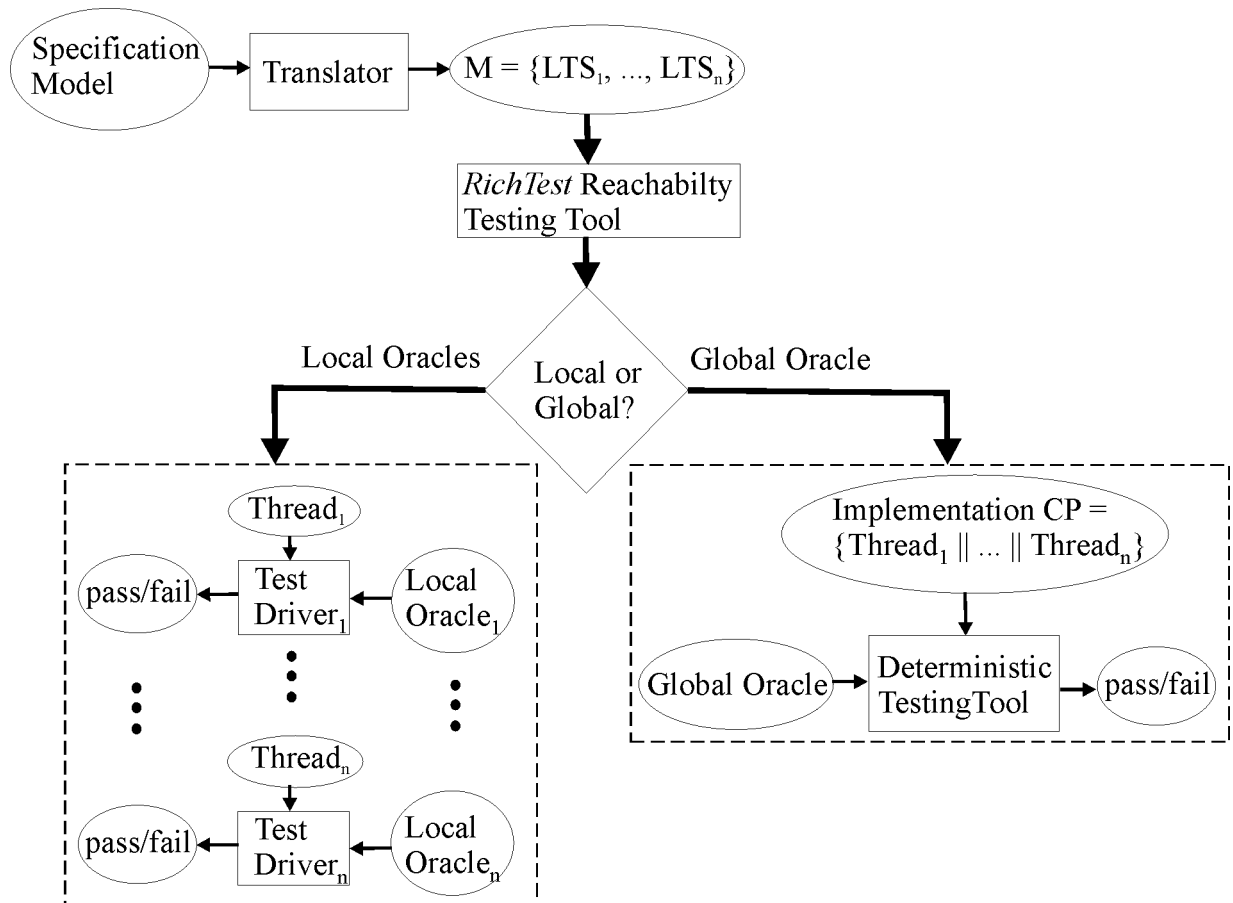 Specification
Model
Translator
M = {LTS₁, ..., LTSₙ}
RichTest Reachabilty
Testing Tool
Local Oracles
Local or
Global?
Global Oracle
Thread₁
pass/fail
Test
Driver₁
Local
Oracle₁
Threadₙ
pass/fail
Test
Driverₙ
Local
Oracleₙ
Implementation CP =
{Thread₁ || ... || Threadₙ}
Global Oracle
Deterministic
TestingTool
pass/fail